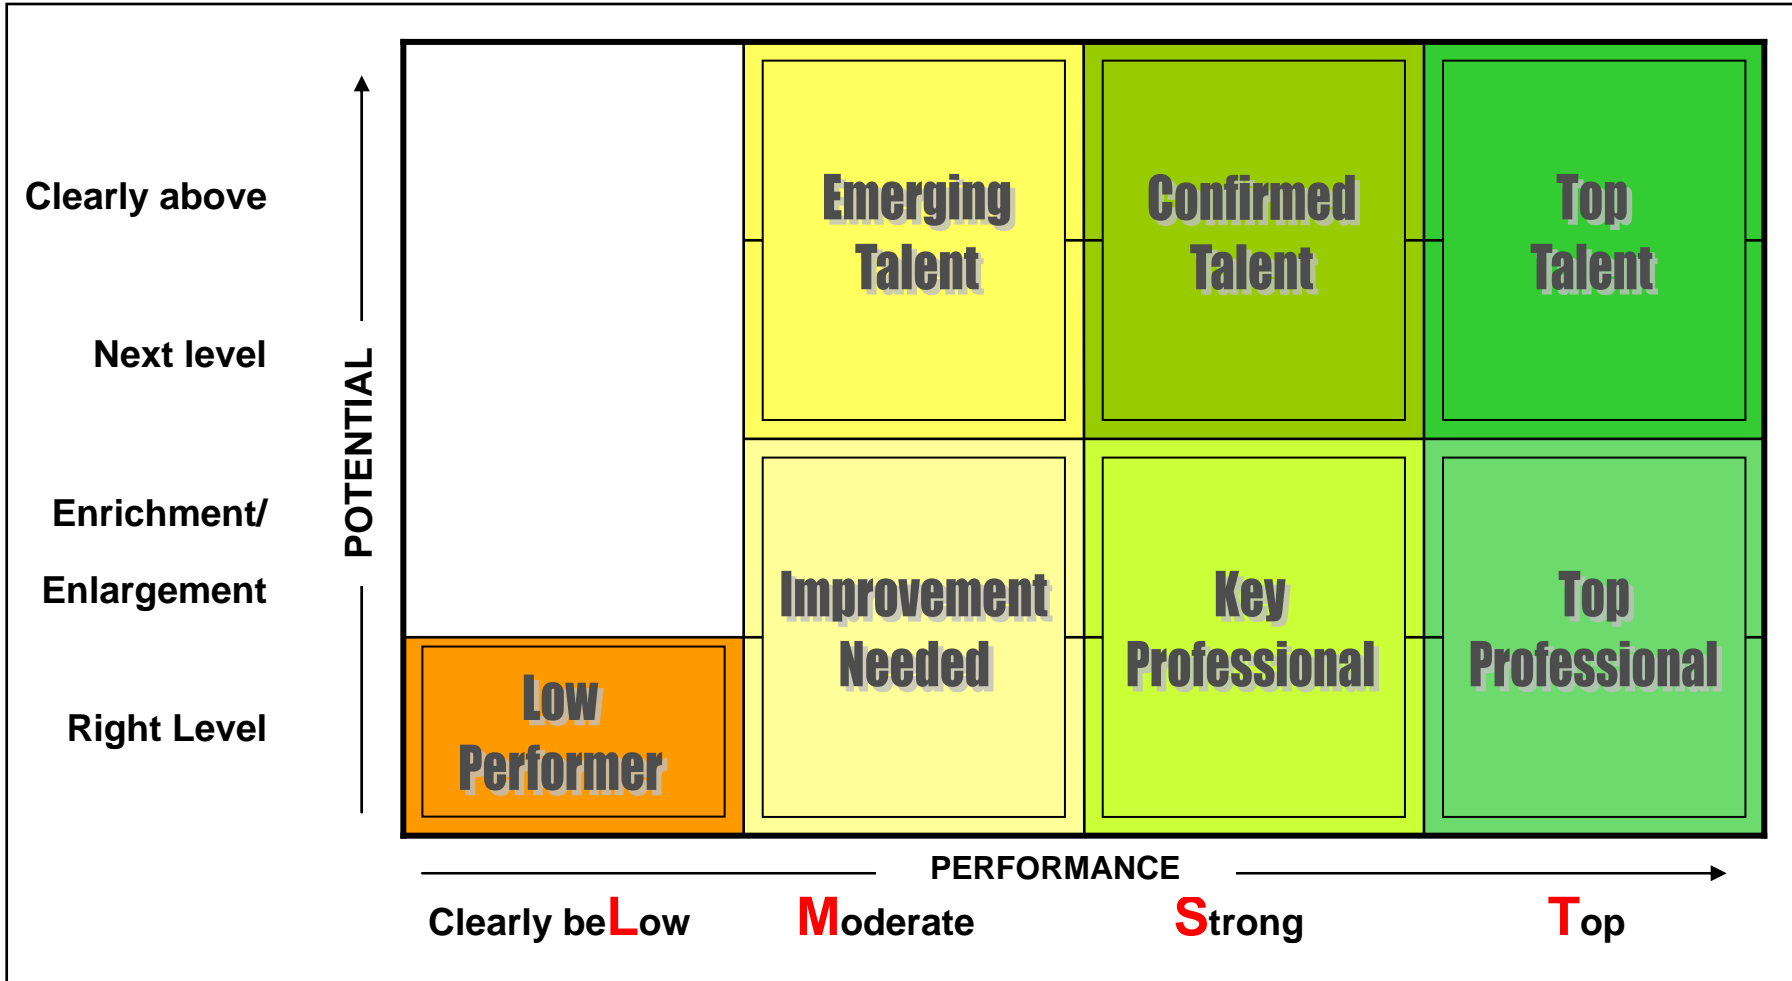 Clearly above
Next level
Enrichment/
Enlargement
Right Level
POTENTIAL
Emerging
Talent
Confirmed
Talent
Top
Talent
Improvement
Needed
Key
Professional
Top
Professional
Low
Performer
PERFORMANCE
Clearly beLow
Moderate
Strong
Top